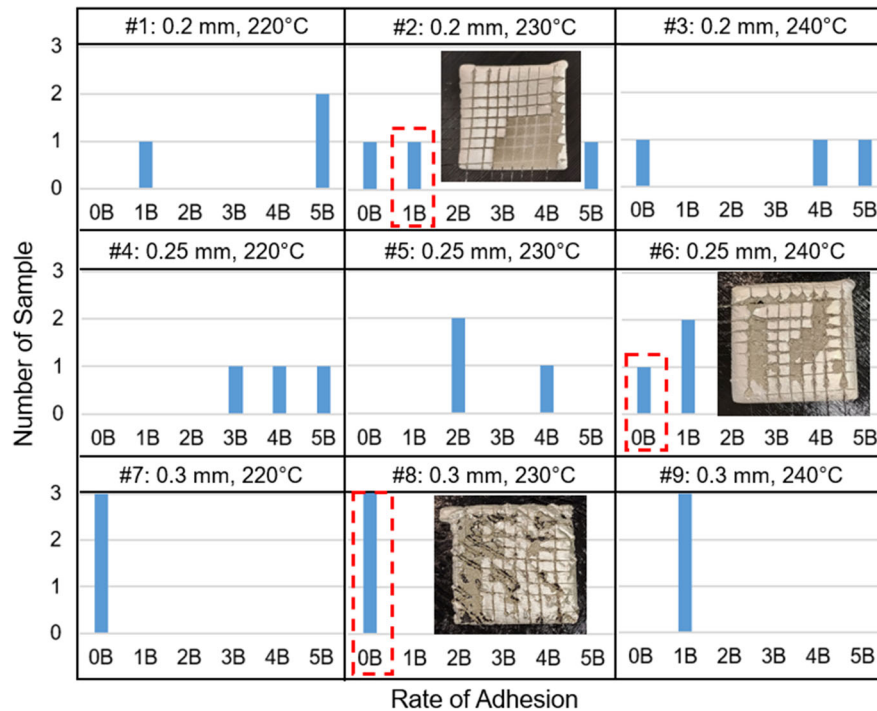 #1: 0.2 mm, 220°C
#2: 0.2 mm, 230°C
#3: 0.2 mm, 240°C
3
2
1
0
0B 1B 2B 3B 4B 5B
0B 1B 2B 3B 4B 5B
0B 1B 2B 3B 4B 5B
#4: 0.25 mm, 220°C
#5: 0.25 mm, 230°C
#6: 0.25 mm, 240°C
3
2
1
0
0B 1B 2B 3B 4B 5B
0B 1B 2B 3B 4B 5B
0B 1B 2B 3B 4B 5B
#7: 0.3 mm, 220°C
#8: 0.3 mm, 230°C
#9: 0.3 mm, 240°C
3
2
1
0
0B 1B 2B 3B 4B 5B
0B 1B 2B 3B 4B 5B
0B 1B 2B 3B 4B 5B
Number of Sample
Rate of Adhesion